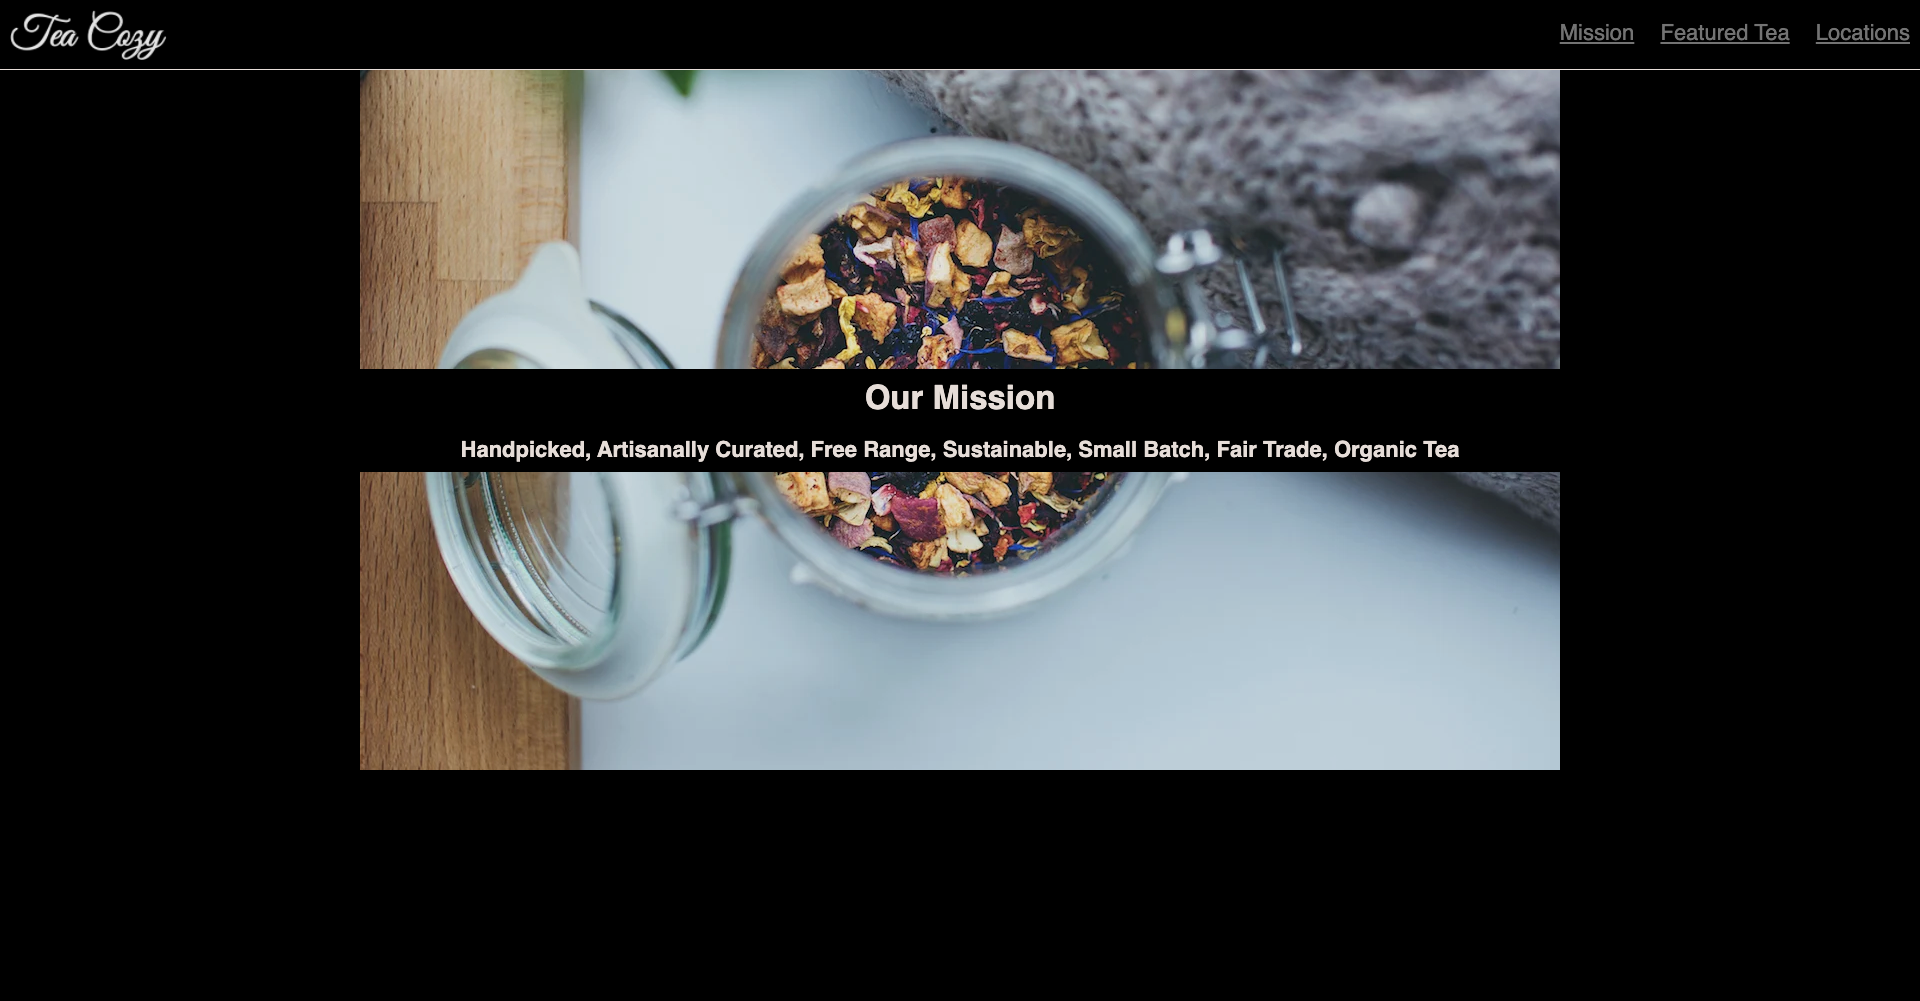 Tea Cozy
Mission Featured Tea Locations
Our Mission
Handpicked, Artisanally Curated, Free Range, Sustainable, Small Batch, Fair Trade, Organic Tea